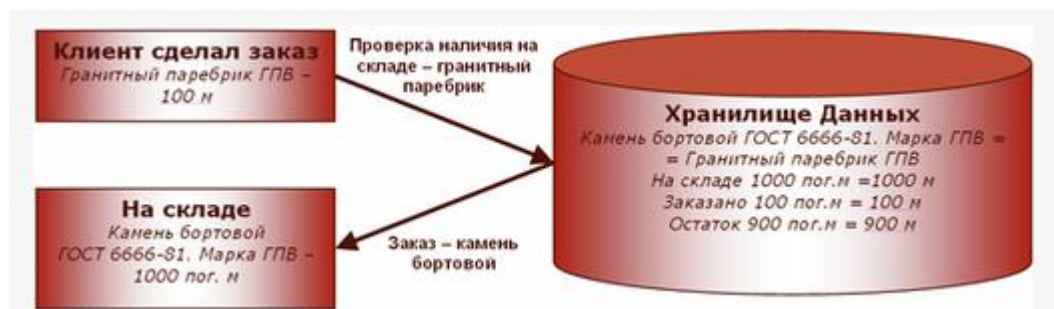 Клиент сделал заказ
Гранитный паребрик ГПВ –
100 м
Проверка наличия на
складе – гранитный
паребрик
Хранилище Данных
Камень бортовой ГОСТ 6666-81. Марка ГПВ =
= Гранитный паребрик ГПВ
На складе 1000 пог.м =1000 м
Заказано 100 пог.м = 100 м
Остаток 900 пог.м = 900 м
На складе
Камень бортовой
ГОСТ 6666-81. Марка ГПВ –
1000 пог. м
Заказ – камень
бортовой